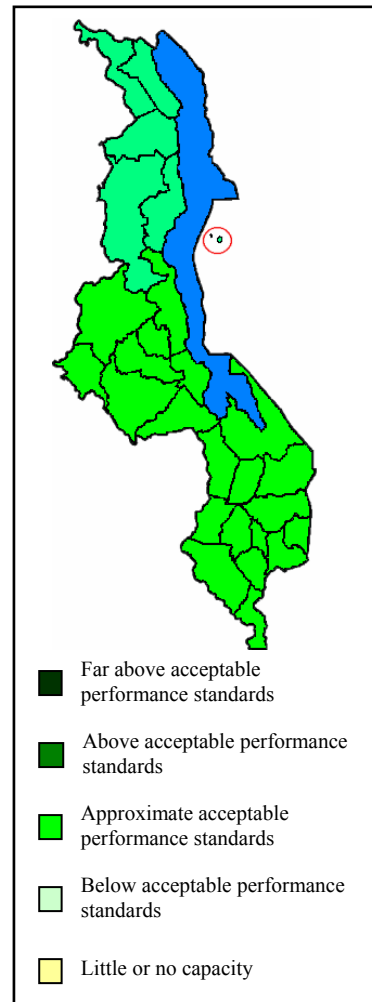 Far above acceptable
performance standards
Above acceptable performance
standards
Approximate acceptable
performance standards
Below acceptable performance
standards
Little or no capacity